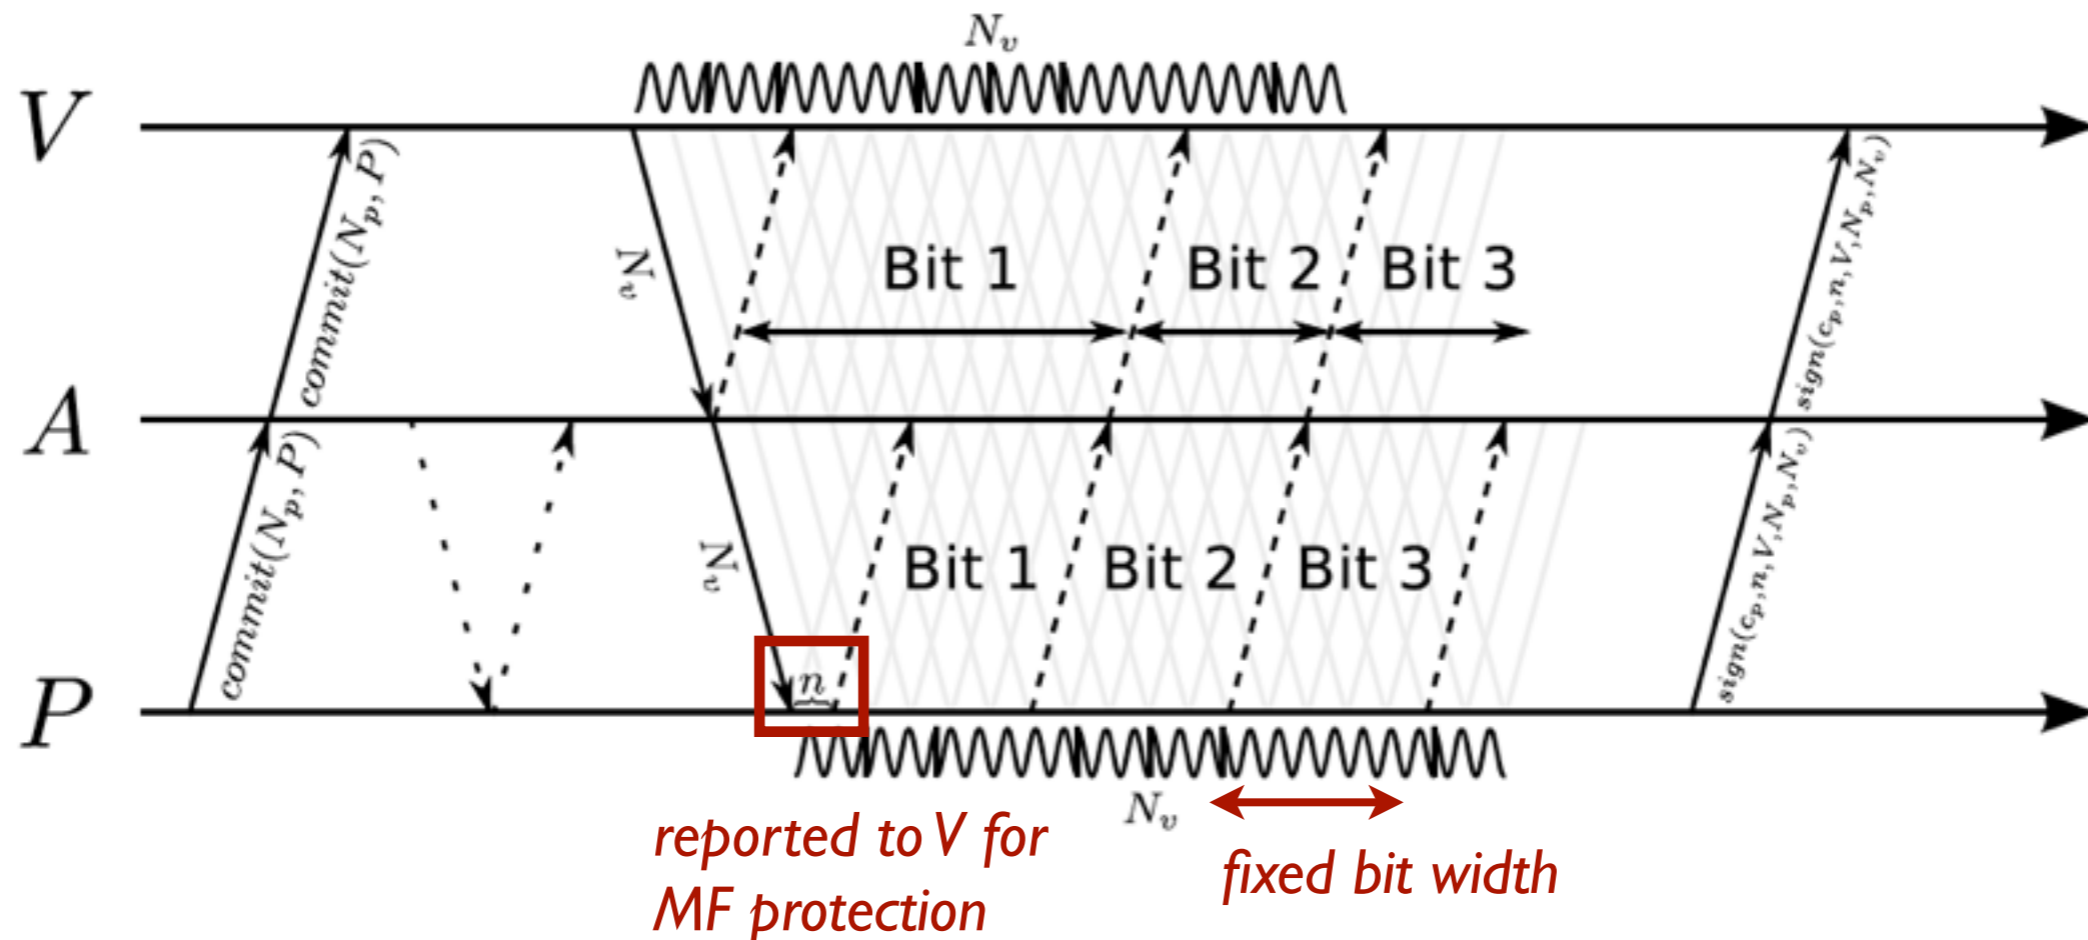 N_v
V
commit(N_p, P)
N_v
Bit 1
Bit 2
Bit 3
sign(c_p,n,V,N_p,N_v)
A
commit(N_p, P)
N_v
Bit 1
Bit 2
Bit 3
sign(c_p,n,V,N_p,N_v)
n
P
N_v
reported to V for
MF protection
fixed bit width